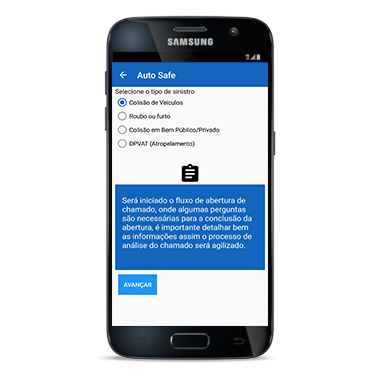 SAMSUNG
Auto Safe
Selecione o tipo de sinistro
Colisão de Veículos
Roubo ou furto
Colisão em Bem Público/Privado
DPVAT (Atropelamento)
Será iniciado o fluxo de abertura de
chamado, onde algumas perguntas
são necessárias para a conclusão da
abertura, é importante detalhar bem
as informações assim o processo de
análise do chamado será agilizado.
AVANÇAR